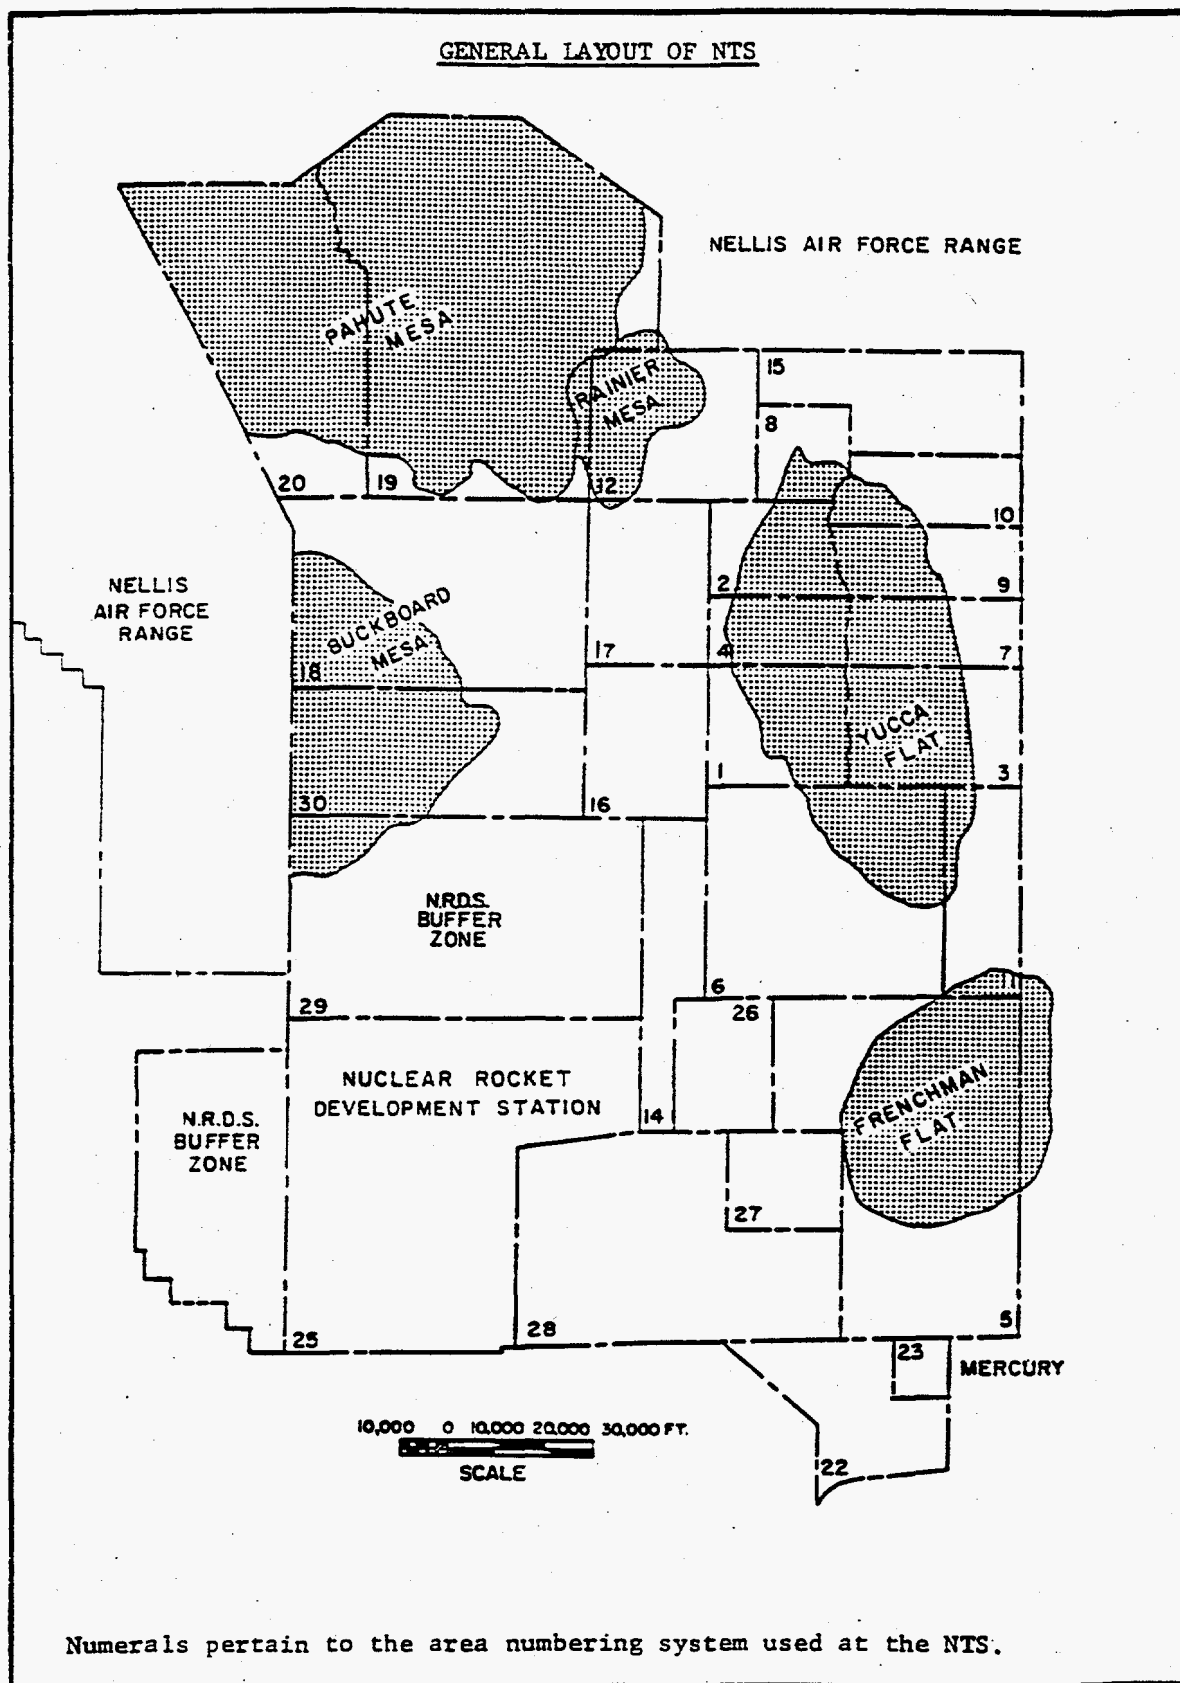 GENERAL LAYOUT OF NTS
NELLIS AIR FORCE RANGE
PAHUTE
MESA
RAINIER
MESA
15
8
20
19
12
10
NELLIS
AIR FORCE
RANGE
BUCKBOARD
MESA
2
9
18
17
4
7
YUCCA
FLAT
1
3
30
16
N.R.D.S.
BUFFER
ZONE
6
11
29
26
NUCLEAR ROCKET
DEVELOPMENT STATION
N.R.D.S.
BUFFER
ZONE
14
FRENCHMAN
FLAT
27
25
28
5
23
MERCURY
10,000 0 10,000 20,000 30,000 FT.
SCALE
22
Numerals pertain to the area numbering system used at the NTS.